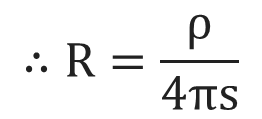 ∴ R = ρ / 4πs